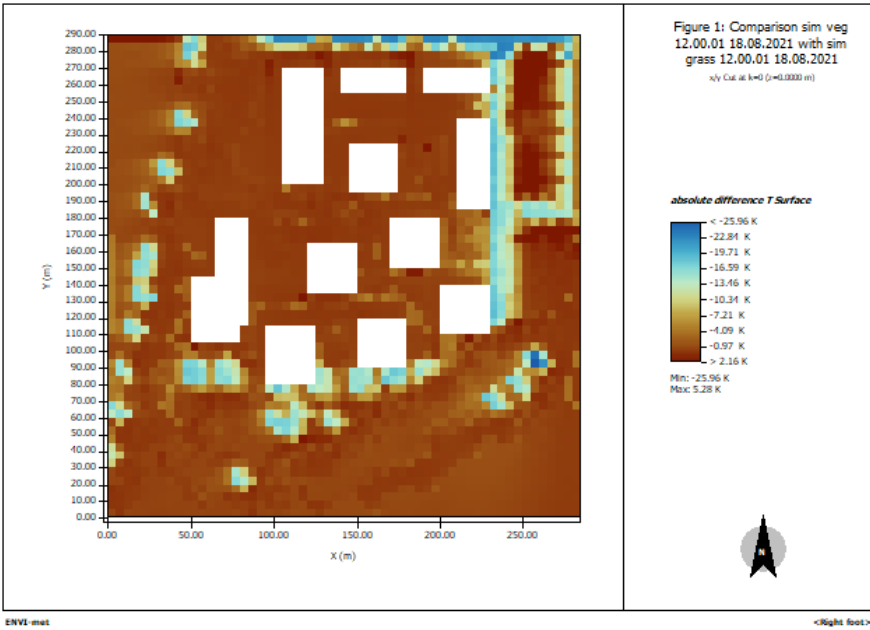 Figure 1: Comparison sim veg
12.00.01 18.08.2021 with sim
grass 12.00.01 18.08.2021
x/y Cut at k=0 (z=0.0000 m)
290.00
280.00
270.00
260.00
250.00
240.00
230.00
220.00
210.00
200.00
190.00
180.00
170.00
160.00
150.00
140.00
130.00
120.00
110.00
100.00
90.00
80.00
70.00
60.00
50.00
40.00
30.00
20.00
10.00
0.00
Y (m)
0.00 50.00 100.00 150.00 200.00 250.00
X (m)
absolute difference T Surface
< -25.96 K
-22.84 K
-19.71 K
-16.59 K
-13.46 K
-10.34 K
-7.21 K
-4.09 K
-0.97 K
> 2.16 K
Min: -25.96 K
Max: 5.28 K
N
ENVI-met
<Right foot>